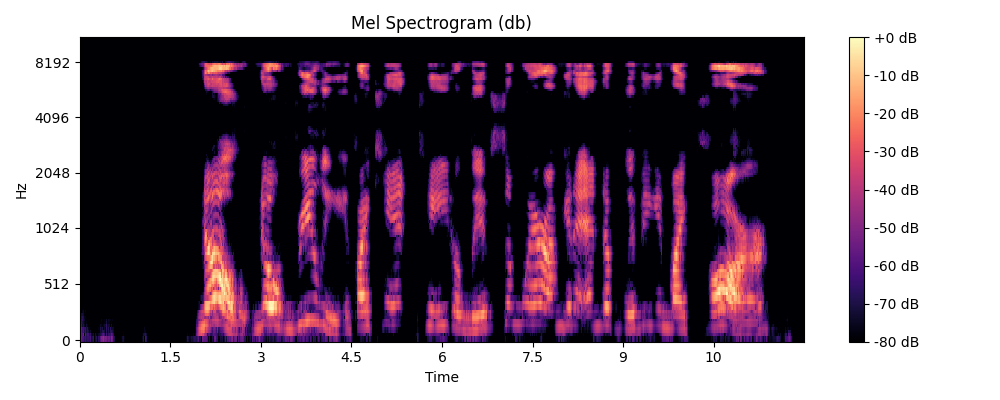 Mel Spectrogram (db)
8192
4096
2048
1024
512
0
Hz
0 1.5 3 4.5 6 7.5 9 10
Time
+0 dB
-10 dB
-20 dB
-30 dB
-40 dB
-50 dB
-60 dB
-70 dB
-80 dB